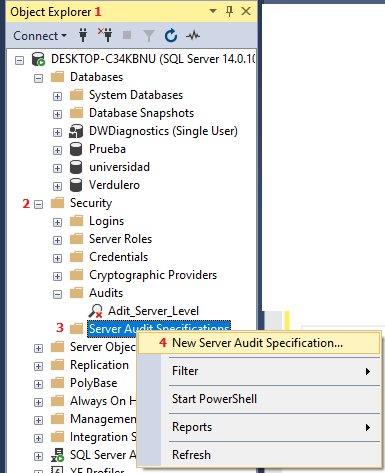 Object Explorer 1
Connect
DESKTOP-C34KBNU (SQL Server 14.0.10
Databases
System Databases
Database Snapshots
DWDiagnostics (Single User)
Prueba
universidad
Verdulero
2 Security
Logins
Server Roles
Credentials
Cryptographic Providers
Audits
Adit_Server_Level
3 Server Audit Specifications
4 New Server Audit Specification...
Server Objec
Filter
Replication
PolyBase
Start PowerShell
Always On H
Management
Reports
Integration S
SQL Server A
Refresh
XE Profiler